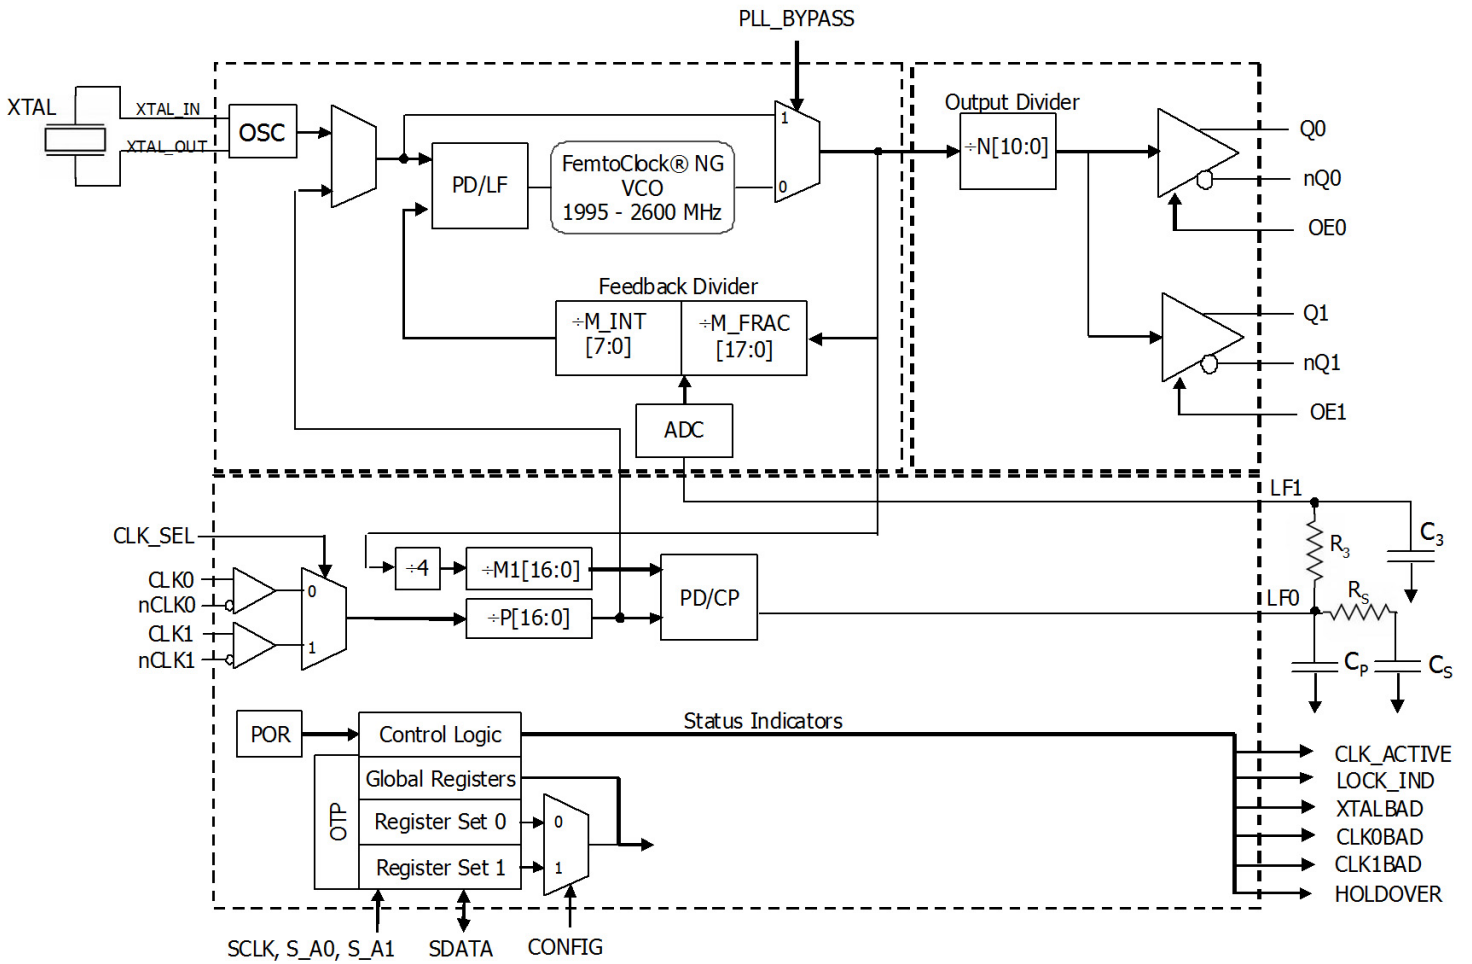 PLL_BYPASS
XTAL
XTAL_IN
XTAL_OUT
OSC
1
0
PD/LF
FemtoClock® NG
VCO
1995 - 2600 MHz
Output Divider
÷N[10:0]
Q0
nQ0
OE0
Q1
nQ1
OE1
Feedback Divider
÷M_INT
[7:0]
÷M_FRAC
[17:0]
ADC
LF1
R3
C3
LF0
RS
CP
CS
CLK_SEL
CLK0
nCLK0
CLK1
nCLK1
0
1
÷4
÷M1[16:0]
÷P[16:0]
PD/CP
POR
Control Logic
Status Indicators
OTP
Global Registers
Register Set 0
Register Set 1
0
1
CLK_ACTIVE
LOCK_IND
XTALBAD
CLK0BAD
CLK1BAD
HOLDOVER
SCLK, S_A0, S_A1
SDATA
CONFIG